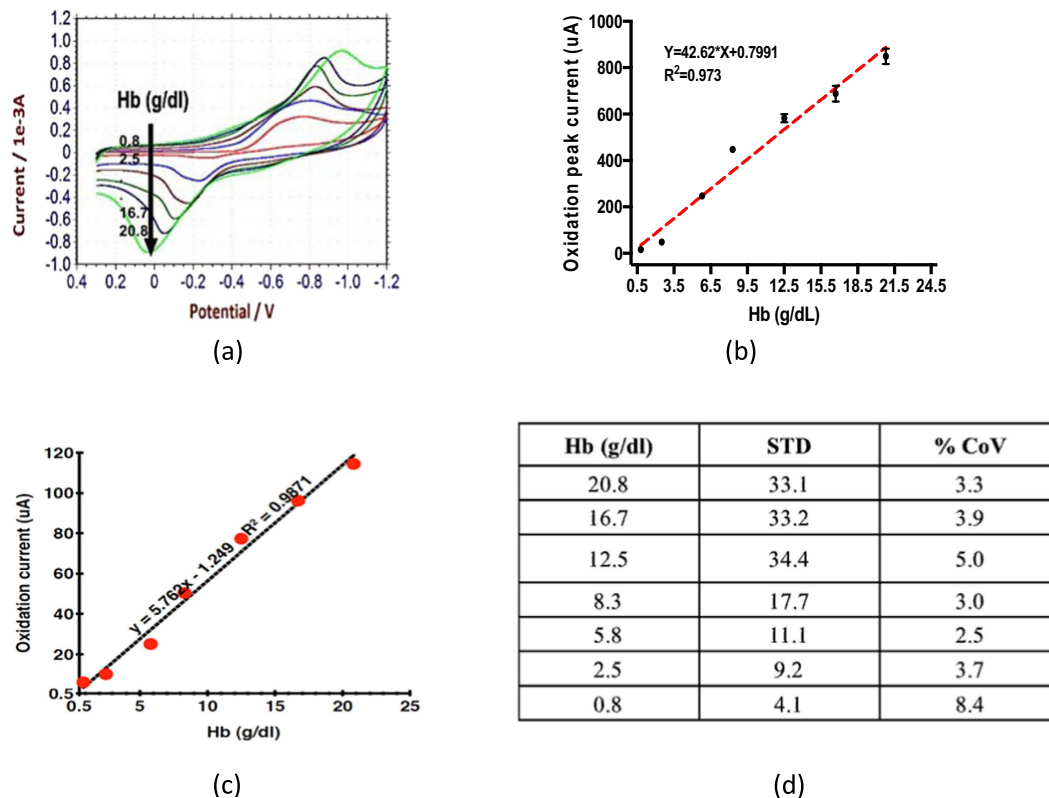 1.2
1.0
0.8
0.6
0.4
0.2
0
-0.2
-0.4
-0.6
-0.8
-1.0
Current / 1e-3A
Hb (g/dl)
0.8
2.5
.
.
16.7
20.8
0.4 0.2 0 -0.2 -0.4 -0.6 -0.8 -1.0 -1.2
Potential / V
(a)
1000
800
600
400
200
0
Oxidation peak current (uA)
Y=42.62*X+0.7991
R²=0.973
0.5 3.5 6.5 9.5 12.5 15.5 18.5 21.5 24.5
Hb (g/dL)
(b)
120
100
80
60
40
20
0.5
Oxidation current (uA)
y = 5.762x - 1.249 R² = 0.9871
0.5 5 10 15 20 25
Hb (g/dl)
(c)
Hb (g/dl) STD % CoV
20.8 33.1 3.3
16.7 33.2 3.9
12.5 34.4 5.0
8.3 17.7 3.0
5.8 11.1 2.5
2.5 9.2 3.7
0.8 4.1 8.4
(d)